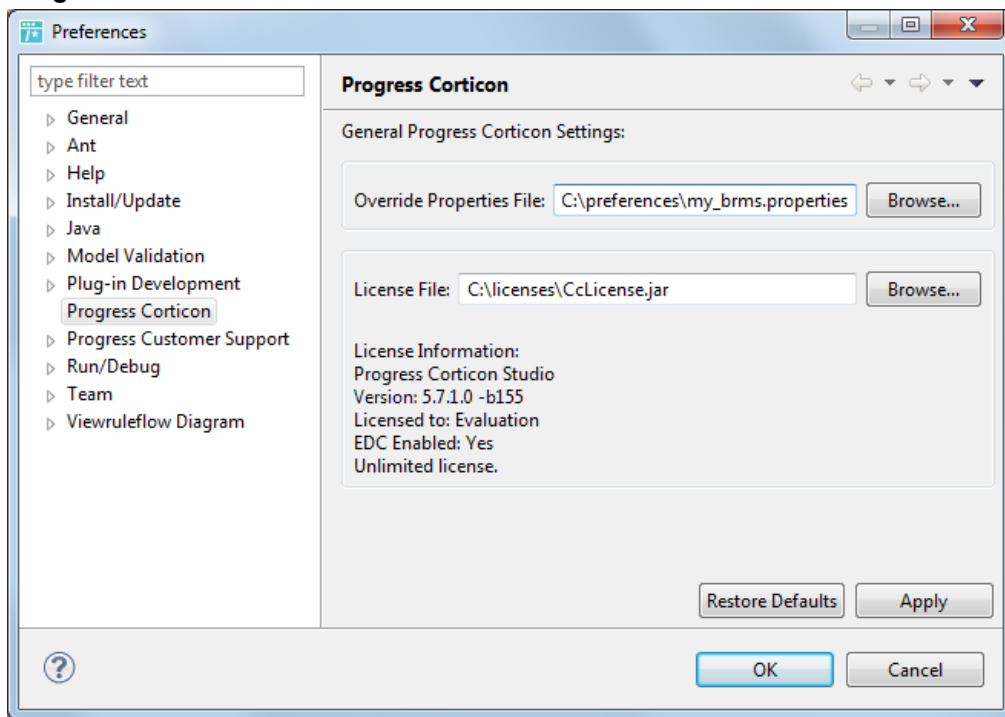 Preferences
type filter text
General
Ant
Help
Install/Update
Java
Model Validation
Plug-in Development
Progress Corticon
Progress Customer Support
Run/Debug
Team
Viewruleflow Diagram
Progress Corticon
General Progress Corticon Settings:
Override Properties File: C:\preferences\my_brms.properties Browse...
License File: C:\licenses\CcLicense.jar Browse...
License Information:
Progress Corticon Studio
Version: 5.7.1.0 -b155
Licensed to: Evaluation
EDC Enabled: Yes
Unlimited license.
Restore Defaults Apply
OK Cancel